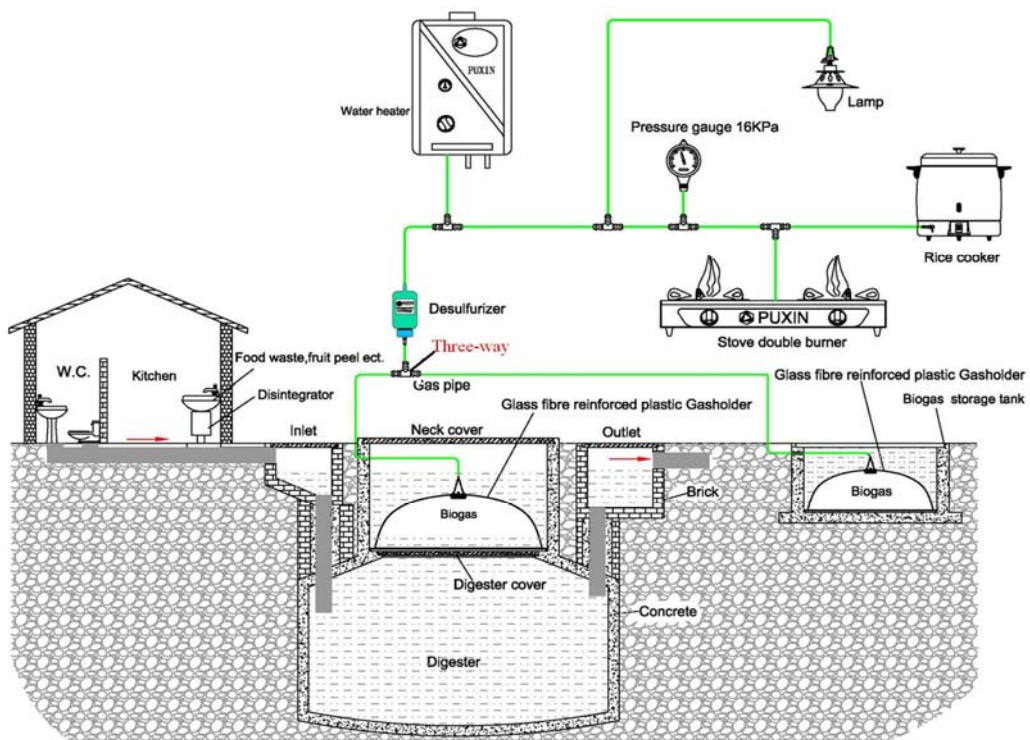 PUXIN
Water heater
Lamp
Pressure gauge 16KPa
Rice cooker
Desulfurizer
PUXIN
Stove double burner
Three-way
Gas pipe
W.C.
Kitchen
Food waste,fruit peel ect.
Disintegrator
Glass fibre reinforced plastic Gasholder
Glass fibre reinforced plastic Gasholder
Biogas storage tank
Inlet
Neck cover
Outlet
Biogas
Brick
Biogas
Digester cover
Concrete
Digester